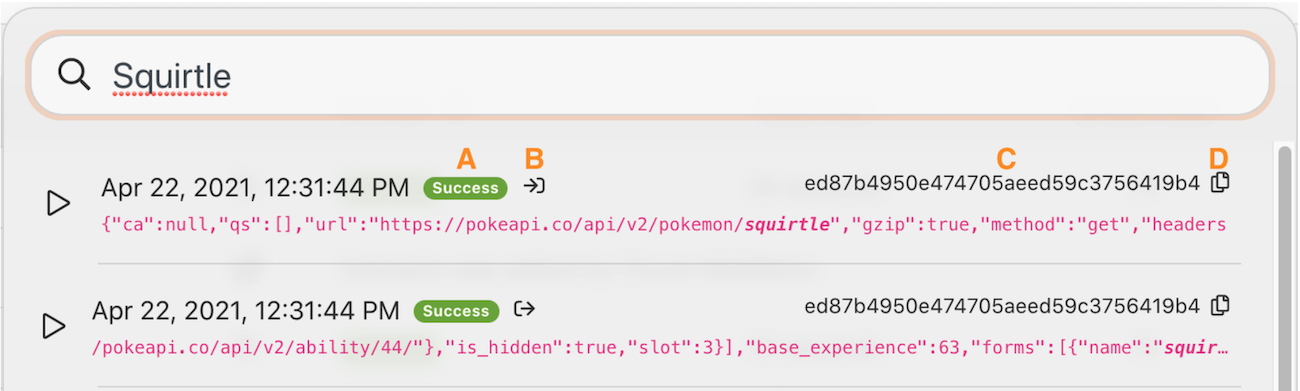 Squirtle
A B C D
Apr 22, 2021, 12:31:44 PM Success ed87b4950e474705aeed59c3756419b4
{"ca":null,"qs":[],"url":"https://pokeapi.co/api/v2/pokemon/squirtle","gzip":true,"method":"get","headers
Apr 22, 2021, 12:31:44 PM Success ed87b4950e474705aeed59c3756419b4
/pokeapi.co/api/v2/ability/44/"},"is_hidden":true,"slot":3}],"base_experience":63,"forms":[{"name":"squir…